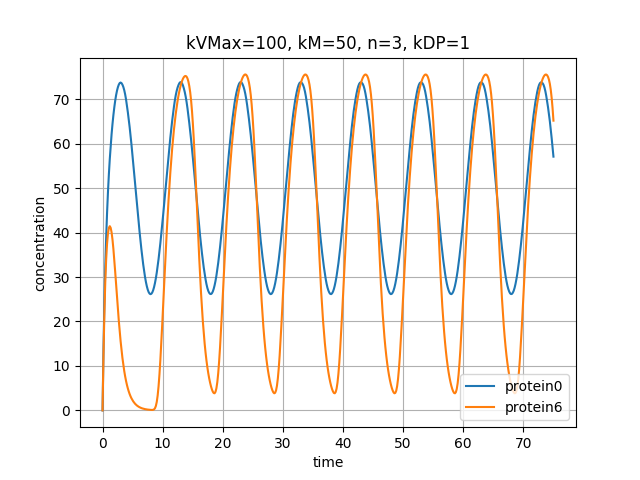 kVMax=100, kM=50, n=3, kDP=1
70
60
50
40
30
20
10
0
concentration
0 10 20 30 40 50 60 70
time
protein0
protein6